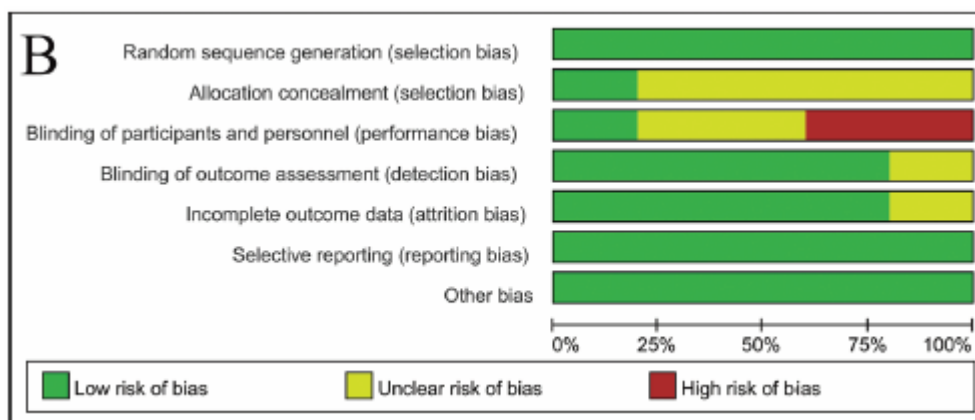 B
Random sequence generation (selection bias)
Allocation concealment (selection bias)
Blinding of participants and personnel (performance bias)
Blinding of outcome assessment (detection bias)
Incomplete outcome data (attrition bias)
Selective reporting (reporting bias)
Other bias
0% 25% 50% 75% 100%
Low risk of bias Unclear risk of bias High risk of bias